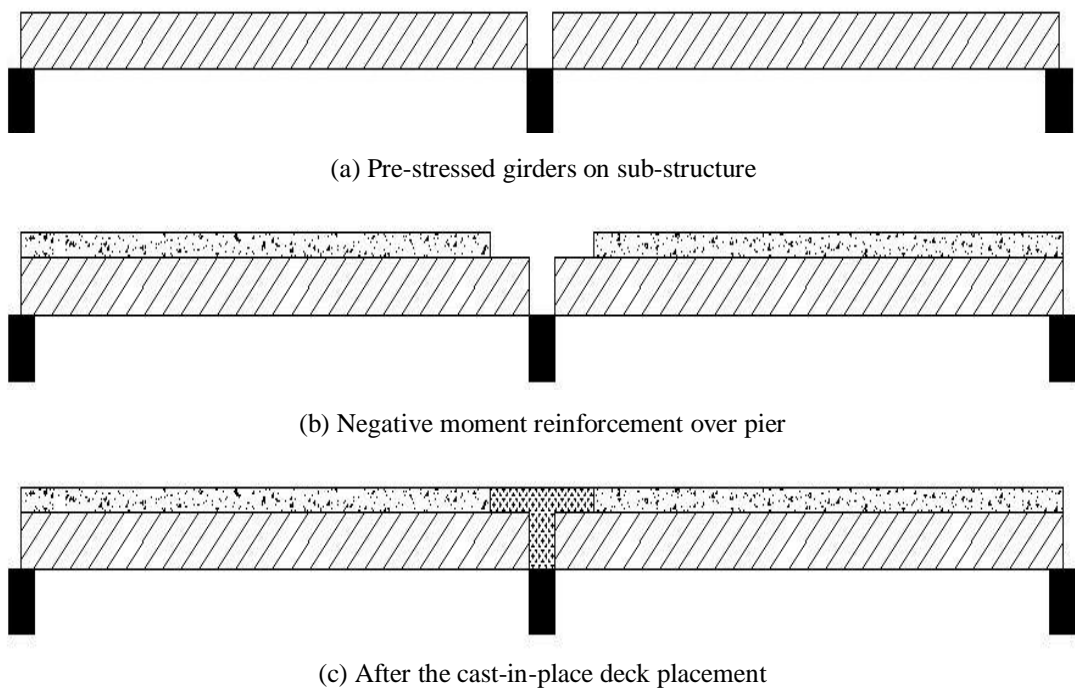 (a) Pre-stressed girders on sub-structure
(b) Negative moment reinforcement over pier
(c) After the cast-in-place deck placement